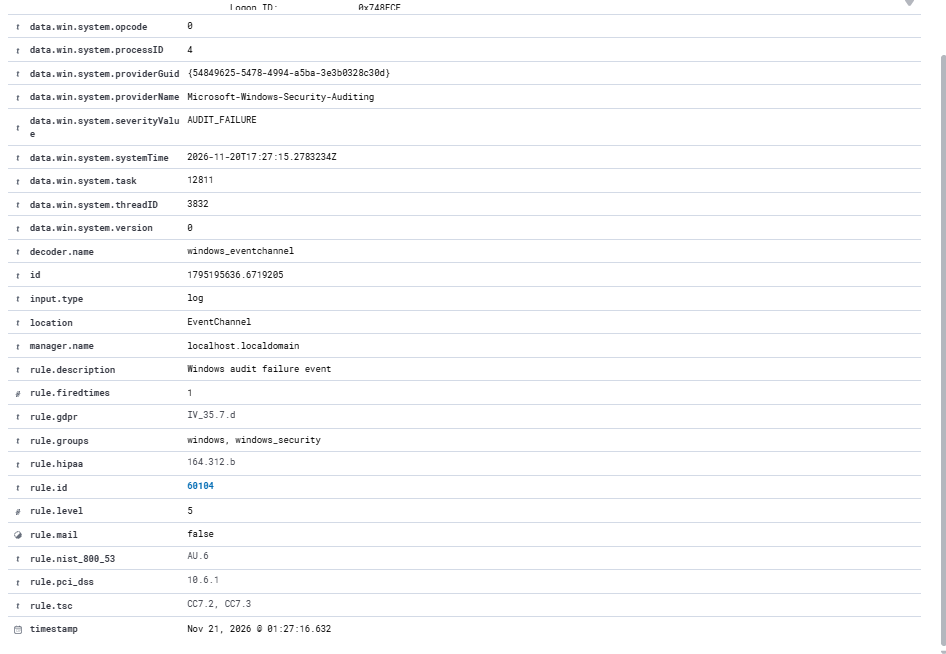 Logon ID: 0x748ECE
t data.win.system.opcode 0
t data.win.system.processID 4
t data.win.system.providerGuid {54849625-5478-4994-a5ba-3e3b0328c30d}
t data.win.system.providerName Microsoft-Windows-Security-Auditing
t data.win.system.severityValu AUDIT_FAILURE
e
t data.win.system.systemTime 2026-11-20T17:27:15.2783234Z
t data.win.system.task 12811
t data.win.system.threadID 3832
t data.win.system.version 0
t decoder.name windows_eventchannel
t id 1795195636.6719205
t input.type log
t location EventChannel
t manager.name localhost.localdomain
t rule.description Windows audit failure event
# rule.firedtimes 1
t rule.gdpr IV_35.7.d
t rule.groups windows, windows_security
t rule.hipaa 164.312.b
t rule.id 60104
# rule.level 5
rule.mail false
t rule.nist_800_53 AU.6
t rule.pci_dss 10.6.1
t rule.tsc CC7.2, CC7.3
timestamp Nov 21, 2026 @ 01:27:16.632